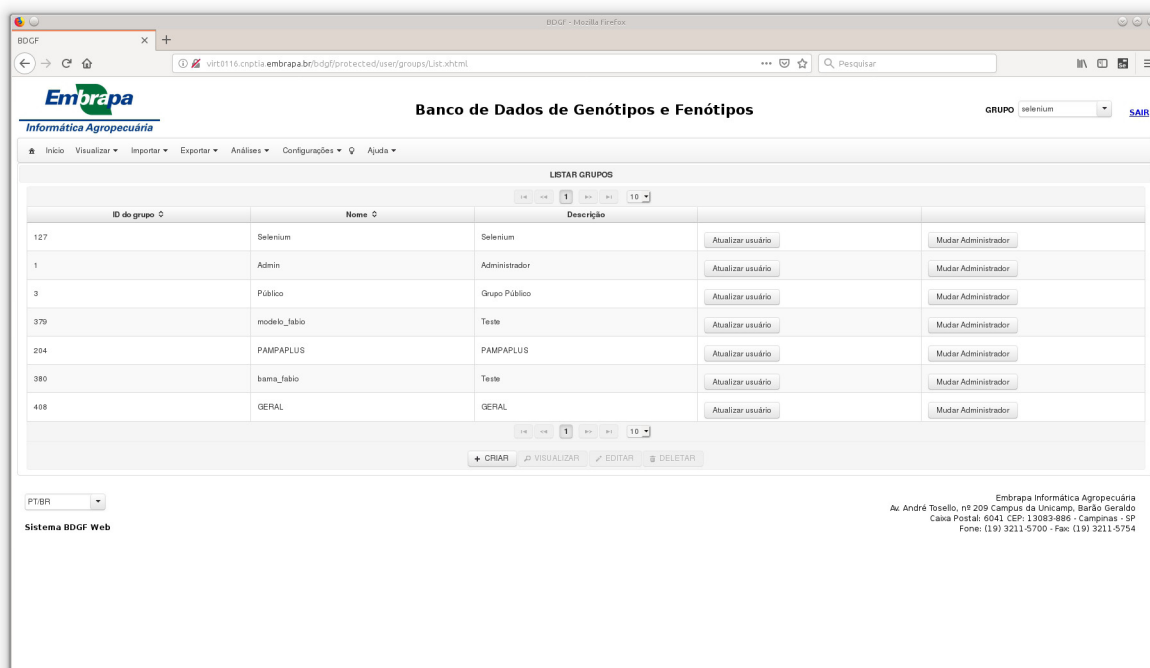 BDGF - Mozilla Firefox
BDGF
virt0116.cnptia.embrapa.br/bdgf/protected/user/groups/List.xhtml
Pesquisar
Embrapa
Informática Agropecuária
Banco de Dados de Genótipos e Fenótipos
GRUPO selenium SAIR
Início Visualizar Importar Exportar Análises Configurações Ajuda
LISTAR GRUPOS
1 10
ID do grupo Nome Descrição
127 Selenium Selenium Atualizar usuário Mudar Administrador
1 Admin Administrador Atualizar usuário Mudar Administrador
3 Público Grupo Público Atualizar usuário Mudar Administrador
379 modelo_fabio Teste Atualizar usuário Mudar Administrador
204 PAMPAPLUS PAMPAPLUS Atualizar usuário Mudar Administrador
380 bama_fabio Teste Atualizar usuário Mudar Administrador
408 GERAL GERAL Atualizar usuário Mudar Administrador
1 10
+ CRIAR VISUALIZAR EDITAR DELETAR
PT/BR
Sistema BDGF Web
Embrapa Informática Agropecuária
Av. André Tosello, nº 209 Campus da Unicamp, Barão Geraldo
Caixa Postal: 6041 CEP: 13083-886 - Campinas - SP
Fone: (19) 3211-5700 - Fax: (19) 3211-5754